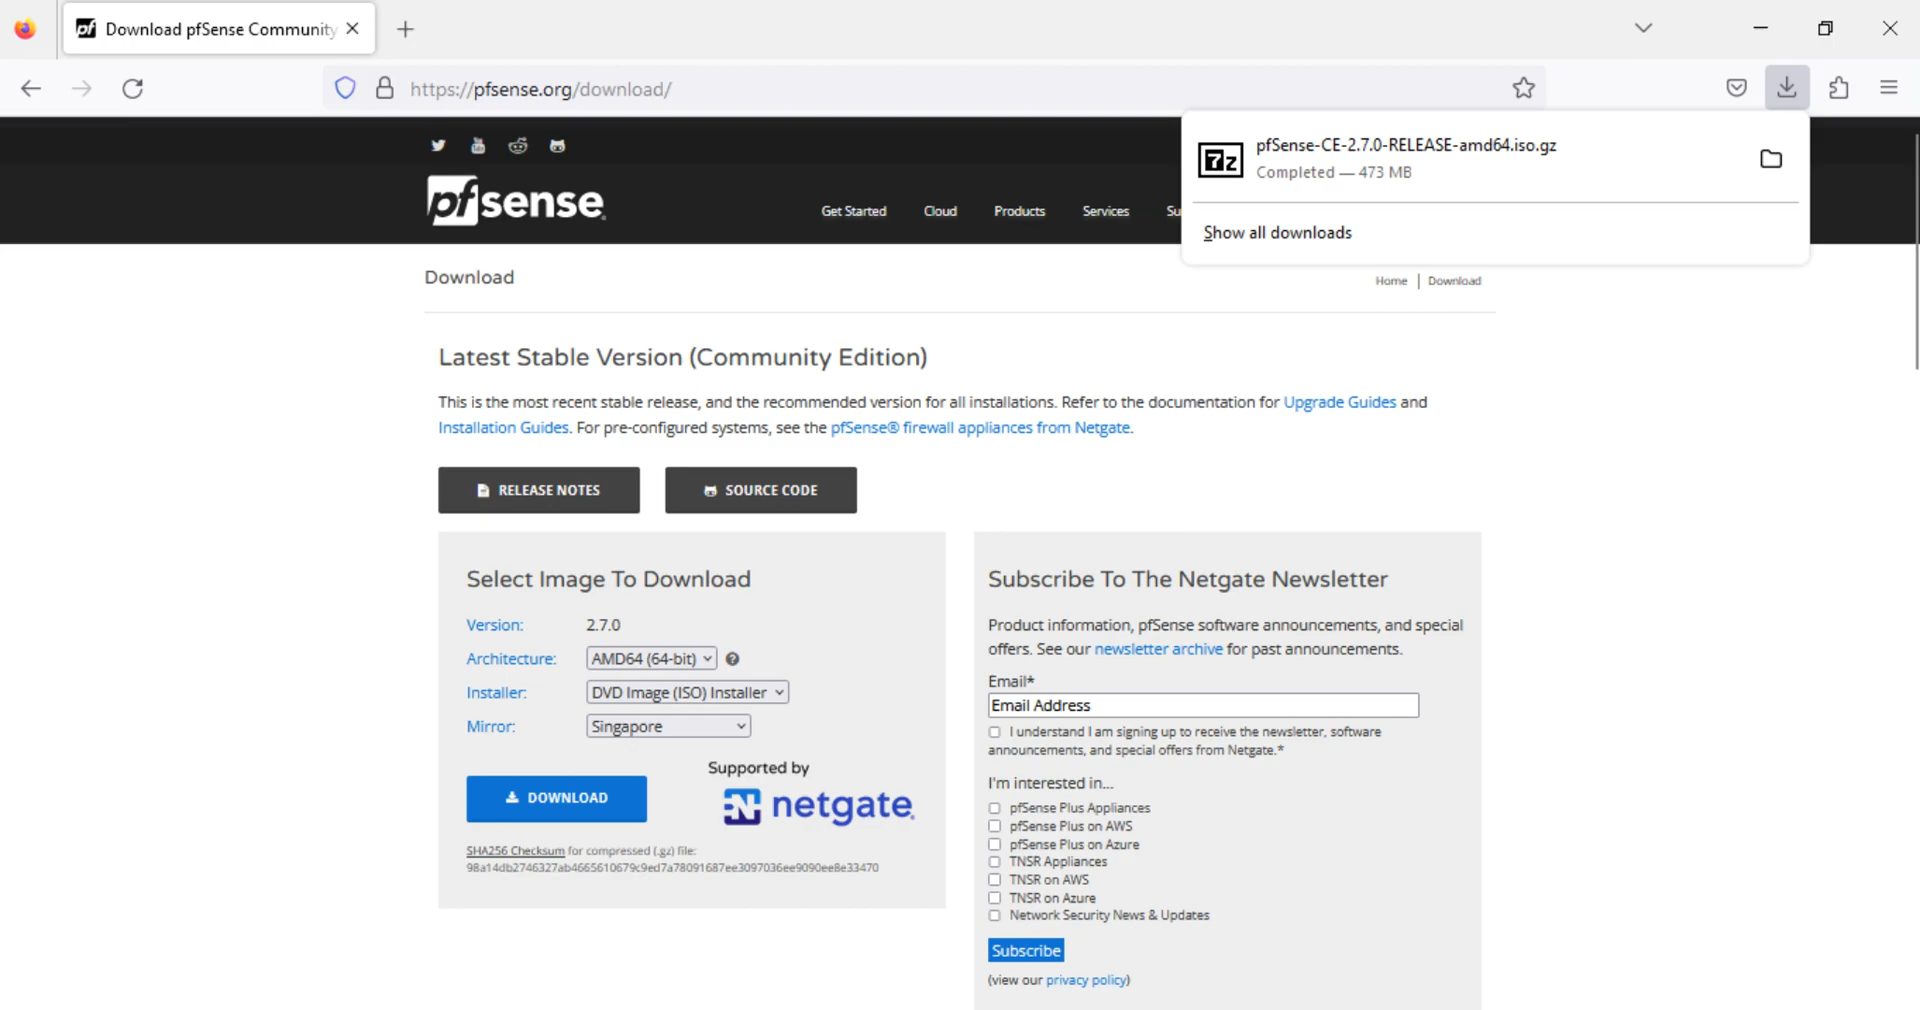 Download pfSense Community
https://pfsense.org/download/
7z
pfSense-CE-2.7.0-RELEASE-amd64.iso.gz
Completed — 473 MB
Show all downloads
pfsense
Get Started
Cloud
Products
Services
Su
Download
Home | Download
Latest Stable Version (Community Edition)
This is the most recent stable release, and the recommended version for all installations. Refer to the documentation for Upgrade Guides and
Installation Guides. For pre-configured systems, see the pfSense® firewall appliances from Netgate.
RELEASE NOTES
SOURCE CODE
Select Image To Download
Version: 2.7.0
Architecture: AMD64 (64-bit)
Installer: DVD Image (ISO) Installer
Mirror: Singapore
Supported by
netgate
DOWNLOAD
SHA256 Checksum for compressed (.gz) file:
98a14db2746327ab4665610679c9ed7a78091687ee3097036ee9090ee8e33470
Subscribe To The Netgate Newsletter
Product information, pfSense software announcements, and special
offers. See our newsletter archive for past announcements.
Email*
Email Address
I understand I am signing up to receive the newsletter, software
announcements, and special offers from Netgate.*
I'm interested in...
pfSense Plus Appliances
pfSense Plus on AWS
pfSense Plus on Azure
TNSR Appliances
TNSR on AWS
TNSR on Azure
Network Security News & Updates
Subscribe
(view our privacy policy)